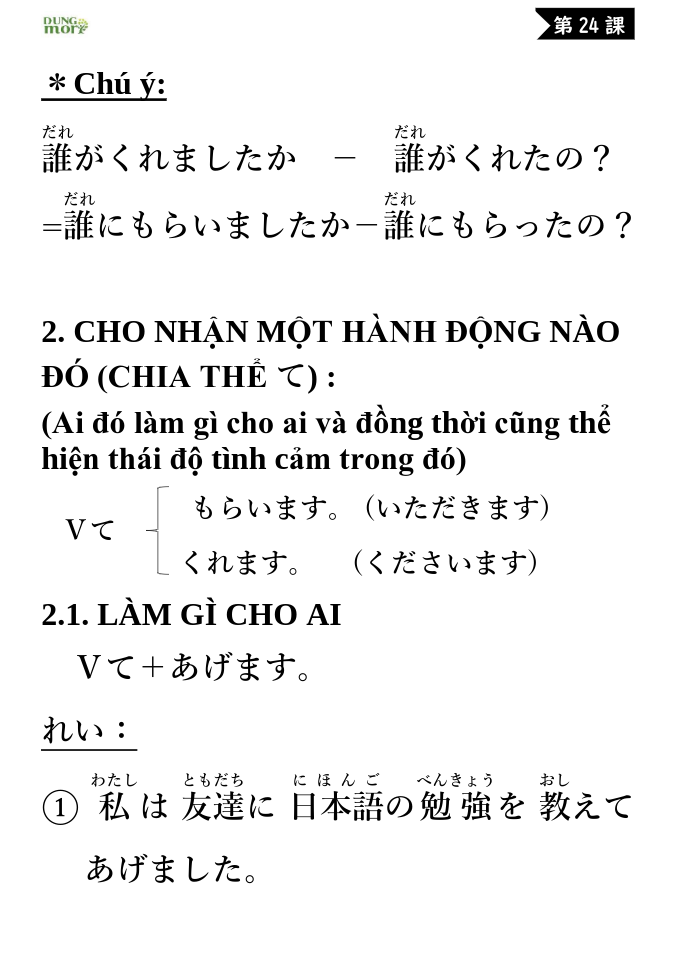 DUNG
mori
第 24 課
＊Chú ý:
だれ だれ
誰がくれましたか － 誰がくれたの？
だれ だれ
=誰にもらいましたか－誰にもらったの？
2. CHO NHẬN MỘT HÀNH ĐỘNG NÀO
ĐÓ (CHIA THỂ て) :
(Ai đó làm gì cho ai và đồng thời cũng thể
hiện thái độ tình cảm trong đó)
もらいます。（いただきます）
Ｖて
くれます。 （くださいます）
2.1. LÀM GÌ CHO AI
Ｖて＋あげます。
れい：
わたし ともだち にほんご べんきょう おし
① 私は 友達に 日本語の勉強を 教えて
あげました。